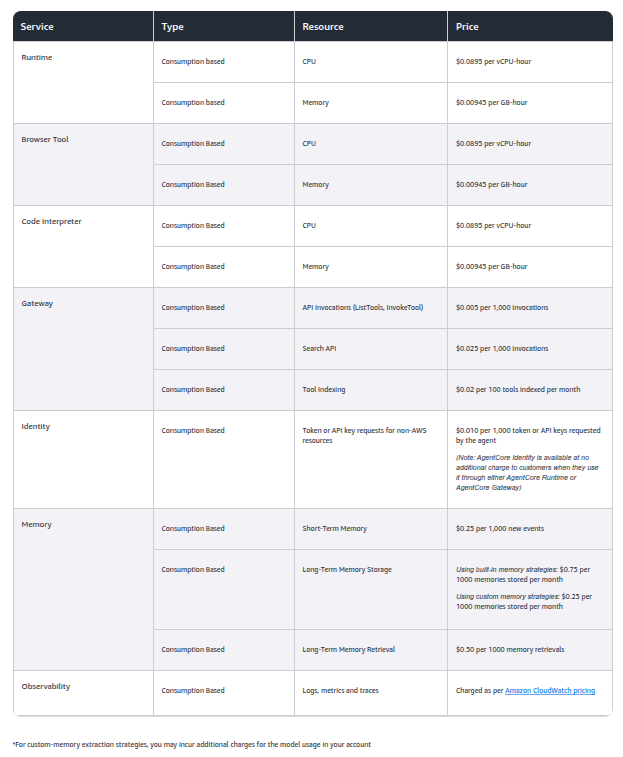 Service Type Resource Price
Runtime
Consumption based CPU $0.0895 per vCPU-hour
Consumption based Memory $0.00945 per GB-hour
Browser Tool
Consumption Based CPU $0.0895 per vCPU-hour
Consumption Based Memory $0.00945 per GB-hour
Code Interpreter
Consumption Based CPU $0.0895 per vCPU-hour
Consumption Based Memory $0.00945 per GB-hour
Gateway
Consumption Based API Invocations (ListTools, InvokeTool) $0.005 per 1,000 invocations
Consumption Based Search API $0.025 per 1,000 invocations
Consumption Based Tool Indexing $0.02 per 100 tools indexed per month
Identity
Consumption Based
Token or API key requests for non-AWS
resources
$0.010 per 1,000 token or API keys requested
by the agent
(Note: AgentCore Identity is available at no
additional charge to customers when they use
it through either AgentCore Runtime or
AgentCore Gateway)
Memory
Consumption Based Short-Term Memory $0.25 per 1,000 new events
Consumption Based Long-Term Memory Storage
Using built-in memory strategies: $0.75 per
1000 memories stored per month
Using custom memory strategies: $0.25 per
1000 memories stored per month
Consumption Based Long-Term Memory Retrieval $0.50 per 1000 memory retrievals
Observability
Consumption Based Logs, metrics and traces Charged as per Amazon CloudWatch pricing
*For custom-memory extraction strategies, you may incur additional charges for the model usage in your account